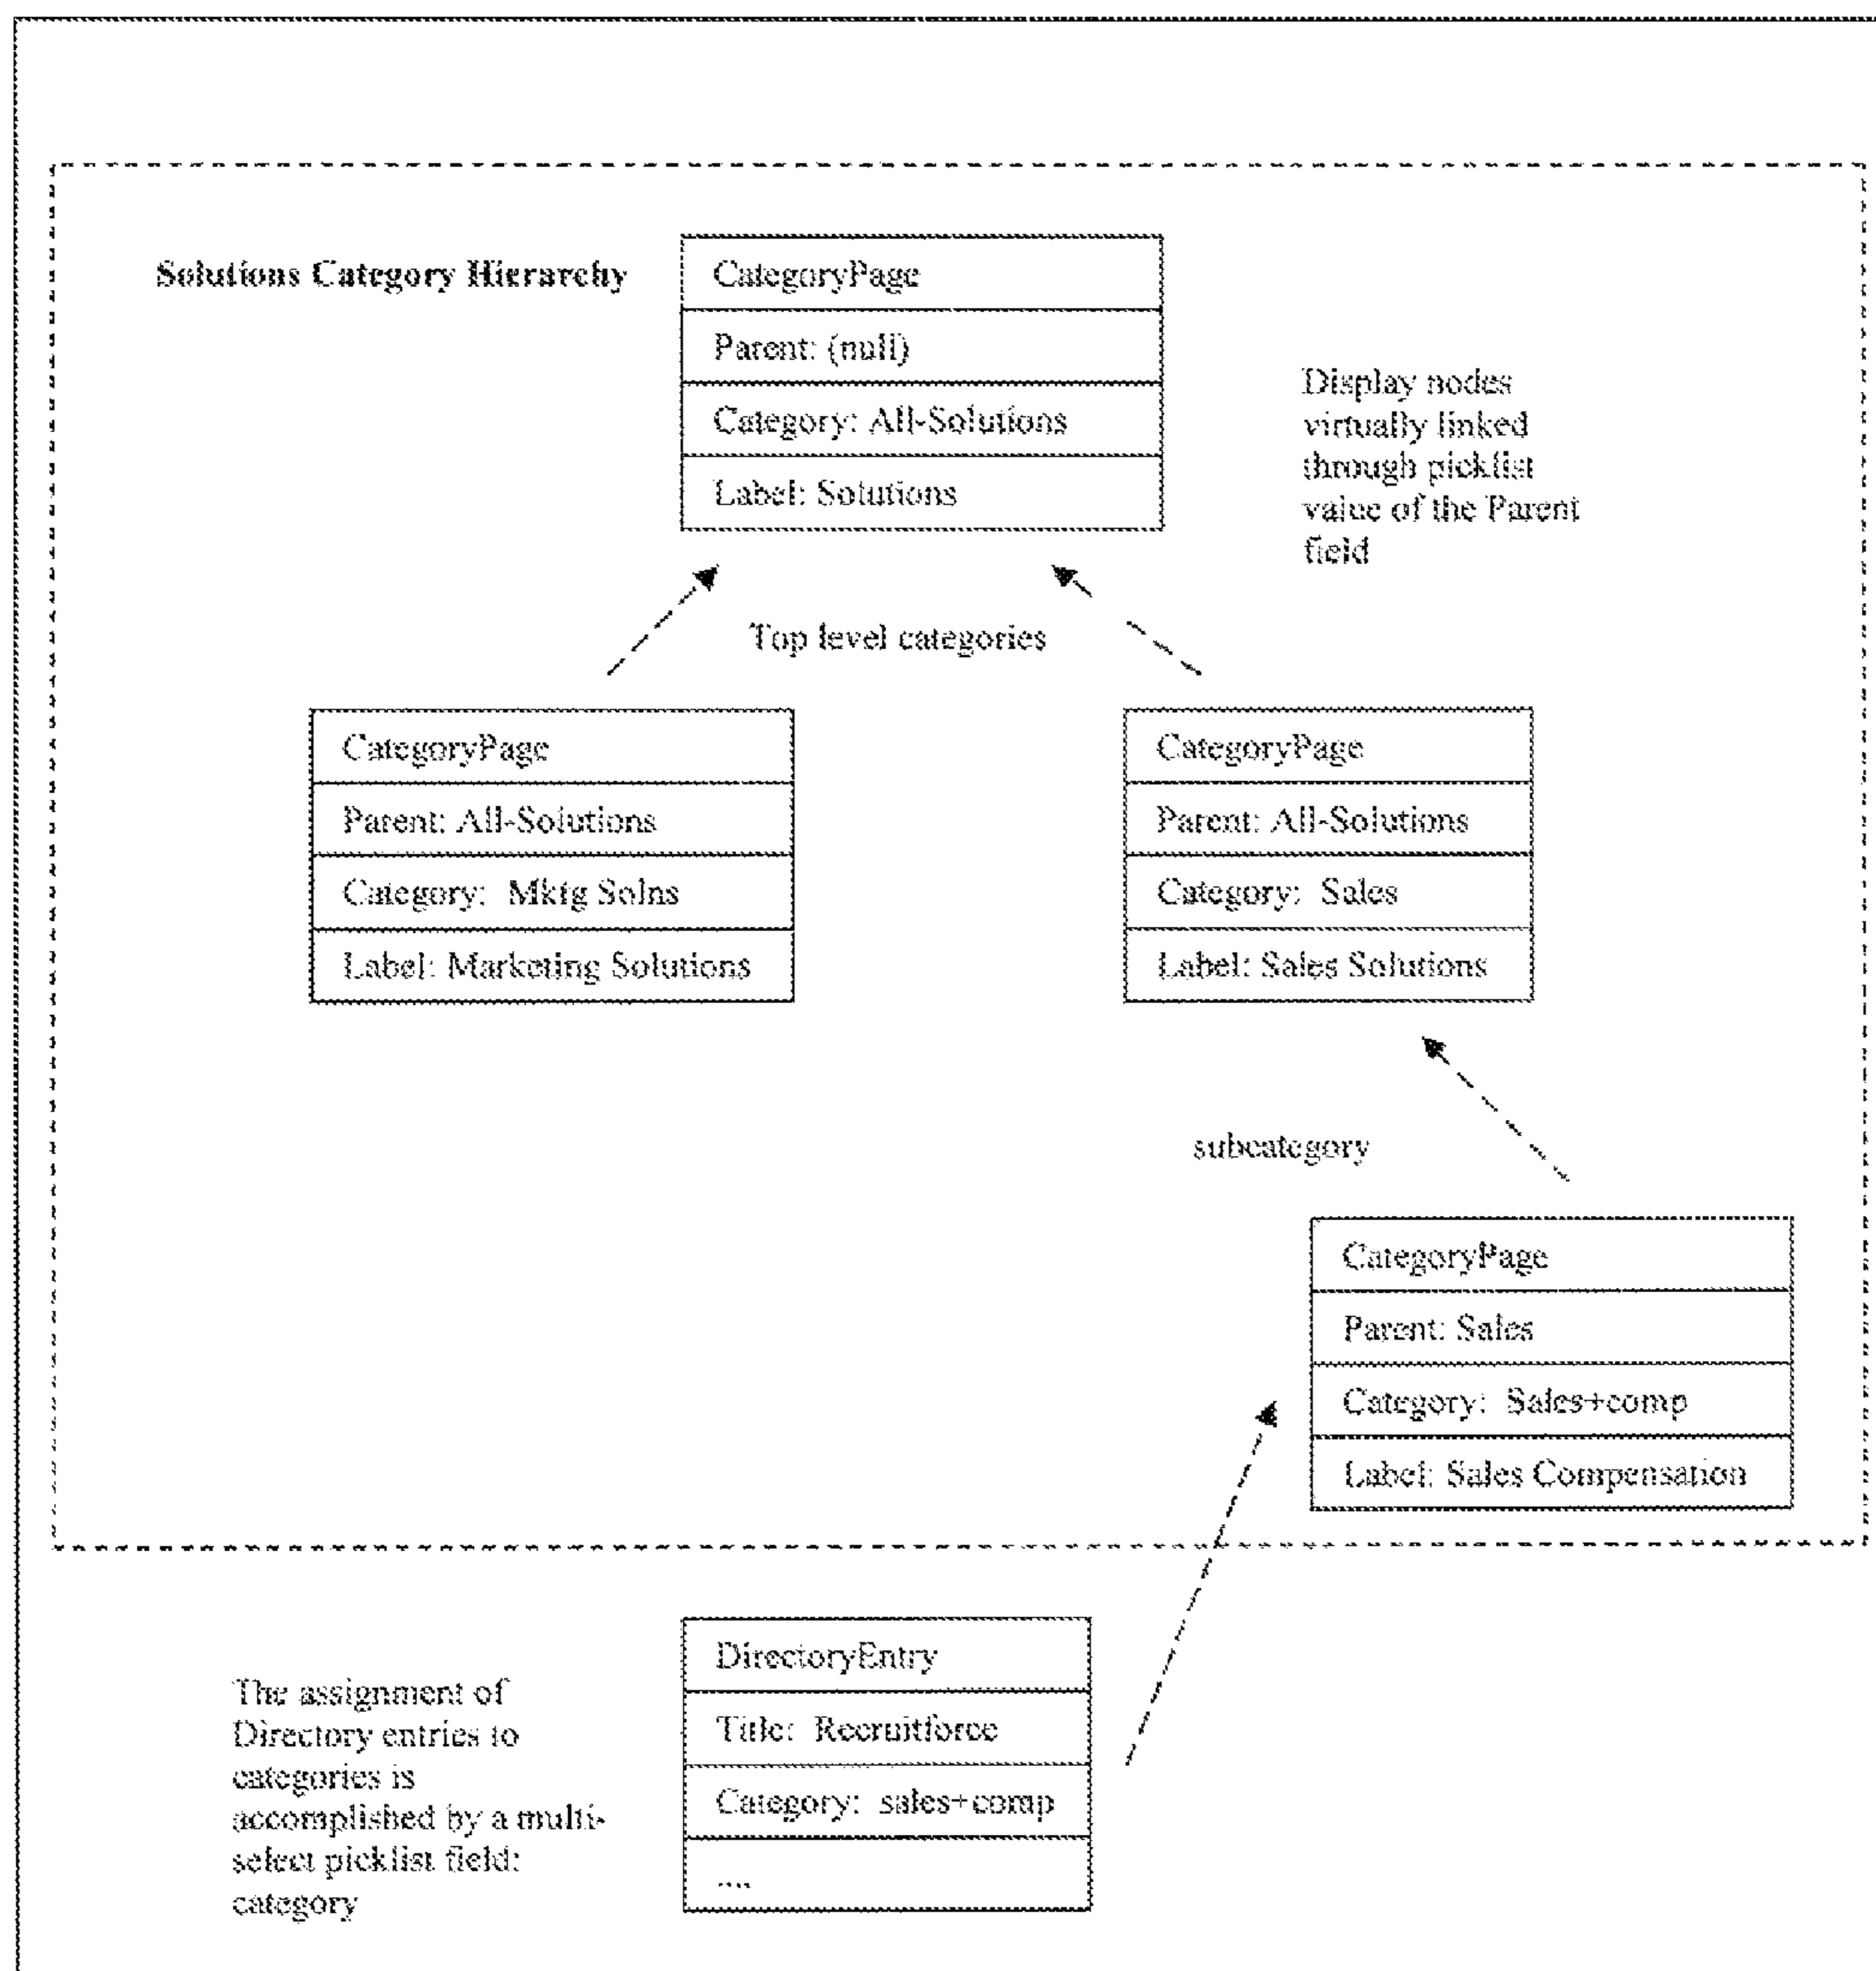 Solutions Category Hierarchy
CategoryPage
Parent: (null)
Category: All-Solutions
Label: Solutions
Display nodes
virtually linked
through picklist
value of the Parent
field
Top level categories
CategoryPage
Parent: All-Solutions
Category: Mktg Solns
Label: Marketing Solutions
CategoryPage
Parent: All-Solutions
Category: Sales
Label: Sales Solutions
subcategory
CategoryPage
Parent: Sales
Category: Sales+comp
Label: Sales Compensation
DirectoryEntry
Title: Recruitforce
Category: sales+comp
....
The assignment of
Directory entries to
categories is
accomplished by a multi-
select picklist field:
category